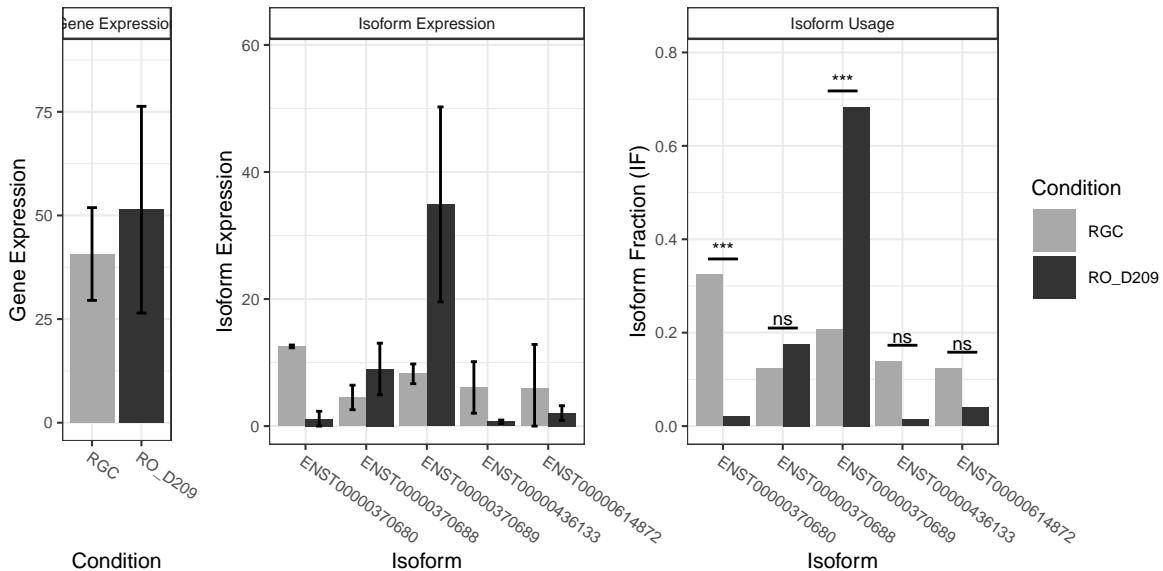 Gene Expression
Isoform Expression
Isoform Usage
Gene Expression
75
50
25
0
RGC
RO_D209
Condition
Isoform Expression
60
40
20
0
ENST00000370680
ENST00000370688
ENST00000370689
ENST00000436133
ENST00000614872
Isoform
Isoform Fraction (IF)
0.8
0.6
0.4
0.2
0.0
***
ns
***
ns
ns
ENST00000370680
ENST00000370688
ENST00000370689
ENST00000436133
ENST00000614872
Isoform
Condition
RGC
RO_D209